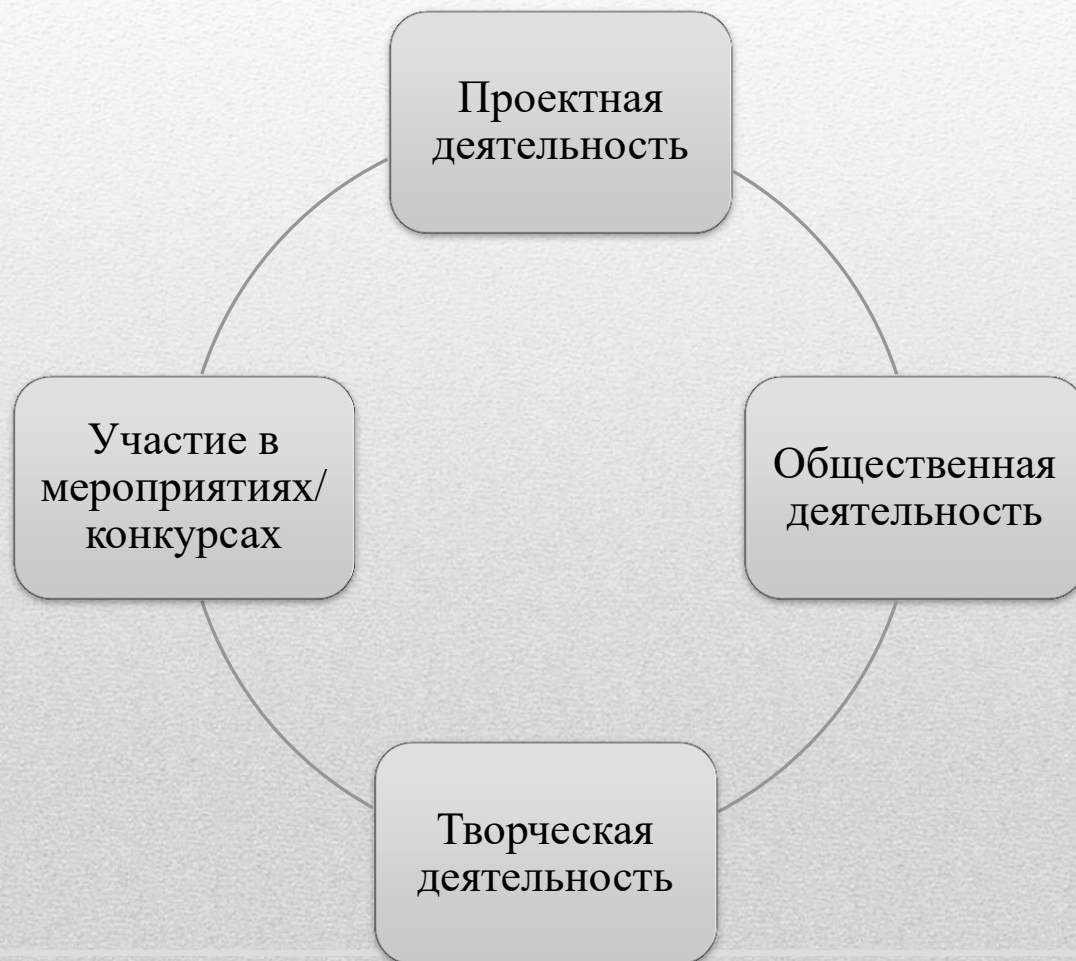 Проектная
деятельность
Участие в
мероприятиях/
конкурсах
Общественная
деятельность
Творческая
деятельность